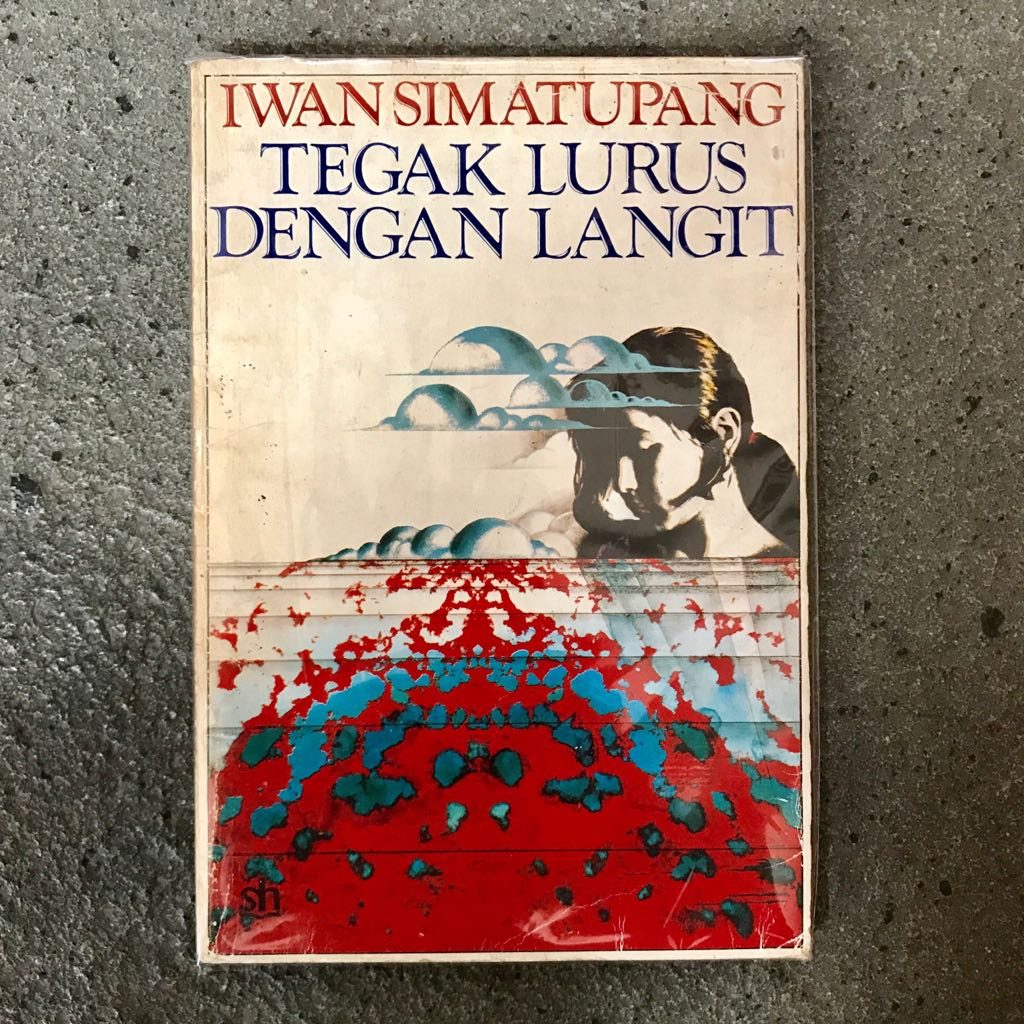 IWAN SIMATUPANG
TEGAK LURUS
DENGAN LANGIT
sh